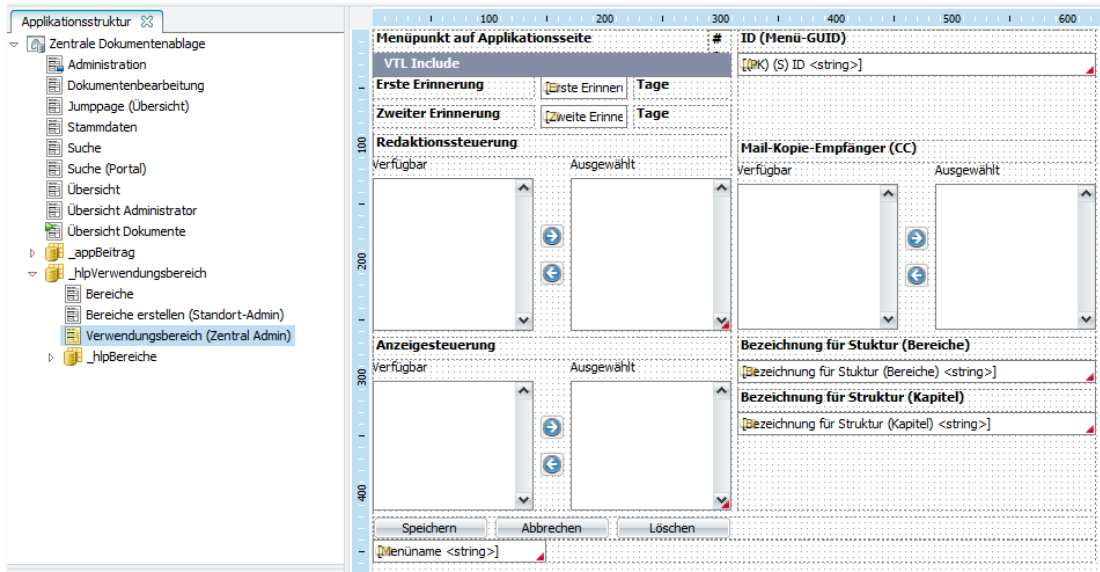 Applikationsstruktur
Zentrale Dokumentenablage
Administration
Dokumentenbearbeitung
Jumppage (Übersicht)
Stammdaten
Suche
Suche (Portal)
Übersicht
Übersicht Administrator
Übersicht Dokumente
_appBeitrag
_hlpVerwendungsbereich
Bereiche
Bereiche erstellen (Standort-Admin)
Verwendungsbereich (Zentral Admin)
_hlpBereiche
100 200 300 400 500 600
100
200
300
400
Menüpunkt auf Applikationsseite #
VTL Include
Erste Erinnerung [Erste Erinner Tage
Zweiter Erinnerung [Zweite Erinne Tage
Redaktionssteuerung
Verfügbar Ausgewählt
Anzeigesteuerung
Verfügbar Ausgewählt
Speichern Abbrechen Löschen
[Menüname <string>]
ID (Menü-GUID)
[(PK) (S) ID <string>]
Mail-Kopie-Empfänger (CC)
Verfügbar Ausgewählt
Bezeichnung für Stuktur (Bereiche)
[Bezeichnung für Stuktur (Bereiche) <string>]
Bezeichnung für Struktur (Kapitel)
[Bezeichnung für Struktur (Kapitel) <string>]